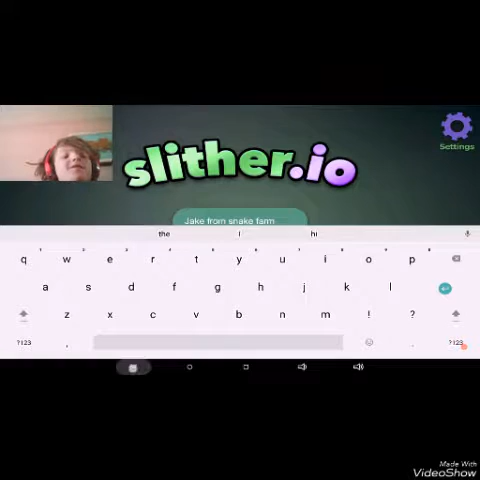 slither.io
Settings
Jake from snake farm
the I hi
q w e r t y u i o p
a s d f g h j k l
z x c v b n m ! ?
?123 , . ?123
Made With
VideoShow